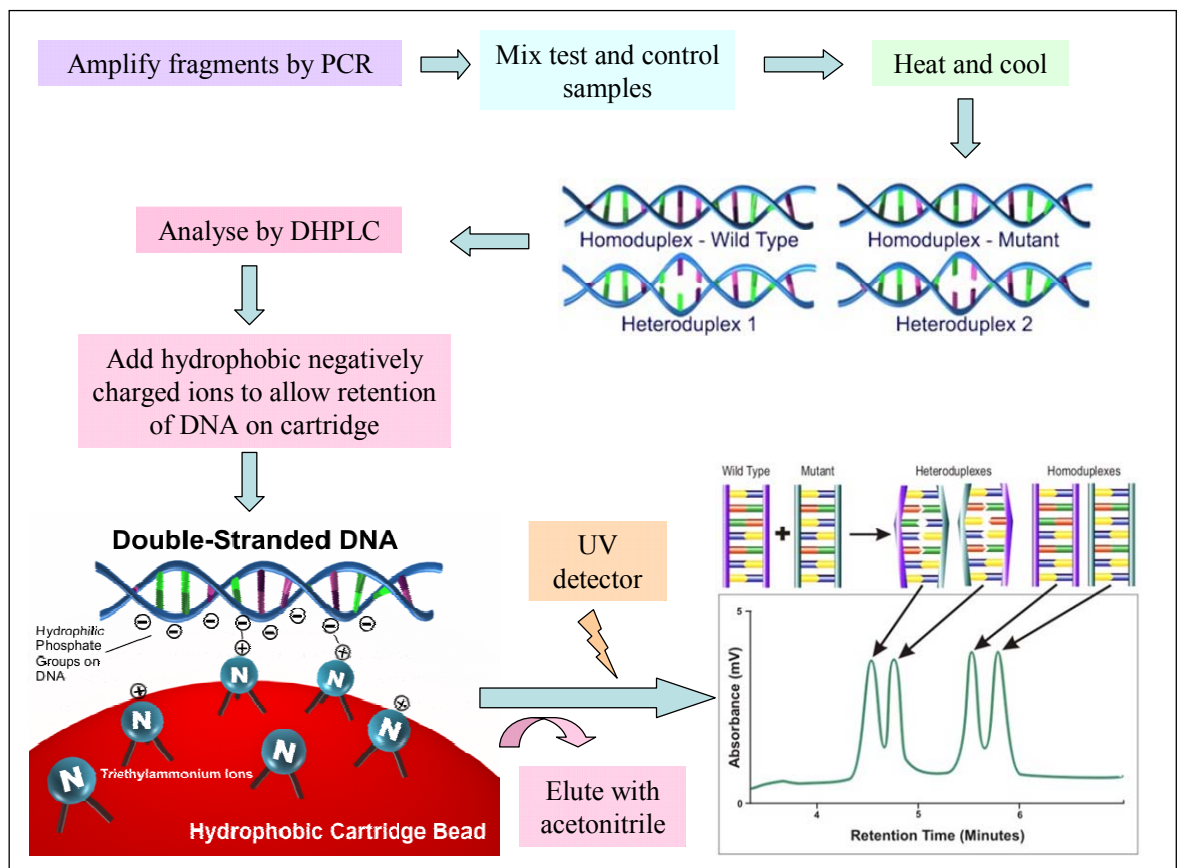 Amplify fragments by PCR
Mix test and control
samples
Heat and cool
Homoduplex - Wild Type
Homoduplex - Mutant
Heteroduplex 1
Heteroduplex 2
Analyse by DHPLC
Add hydrophobic negatively
charged ions to allow retention
of DNA on cartridge
Double-Stranded DNA
Hydrophilic
Phosphate
Groups on
DNA
N
N
N
N
N
N
Triethylammonium Ions
Hydrophobic Cartridge Bead
UV
detector
Elute with
acetonitrile
Wild Type
Mutant
Heteroduplexes
Homoduplexes
+
5
Absorbance (mV)
0
4
5
6
Retention Time (Minutes)